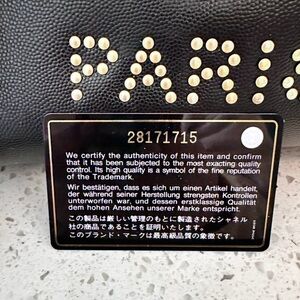 PARIS
28171715
We certify the authenticity of this item and confirm
that it has been subjected to the most exacting quality
control. Its high quality is a symbol of the fine reputation
of the Trademark.
Wir bestätigen, dass es sich um einen Artikel handelt,
der während seiner Herstellung strengsten Kontrollen
unterworfen war, und dessen erstklassige Qualität
dem hohen Ansehen unserer Marke entspricht.
この製品は厳しい管理のもとに製造されたシャネル
社の商品であることを証明いたします。
このブランド・マークは最高級品質の象徴です。